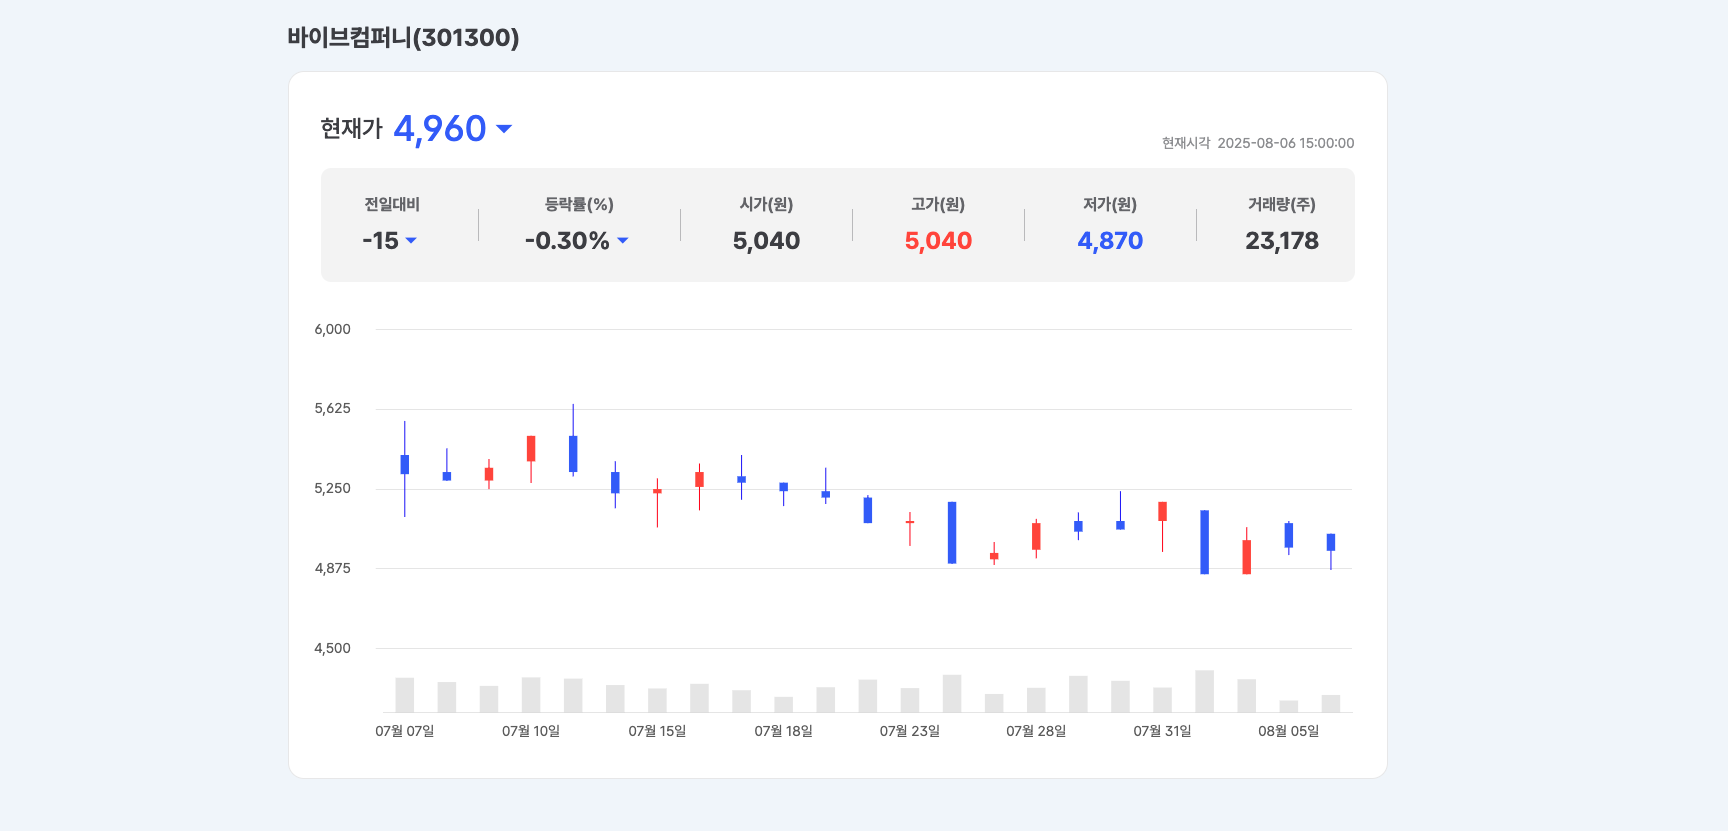 바이브컴퍼니(301300)
현재가 4,960
현재시각 2025-08-06 15:00:00
전일대비 등락률(%) 시가(원) 고가(원) 저가(원) 거래량(주)
-15 -0.30% 5,040 5,040 4,870 23,178
6,000
5,625
5,250
4,875
4,500
07월 07일 07월 10일 07월 15일 07월 18일 07월 23일 07월 28일 07월 31일 08월 05일